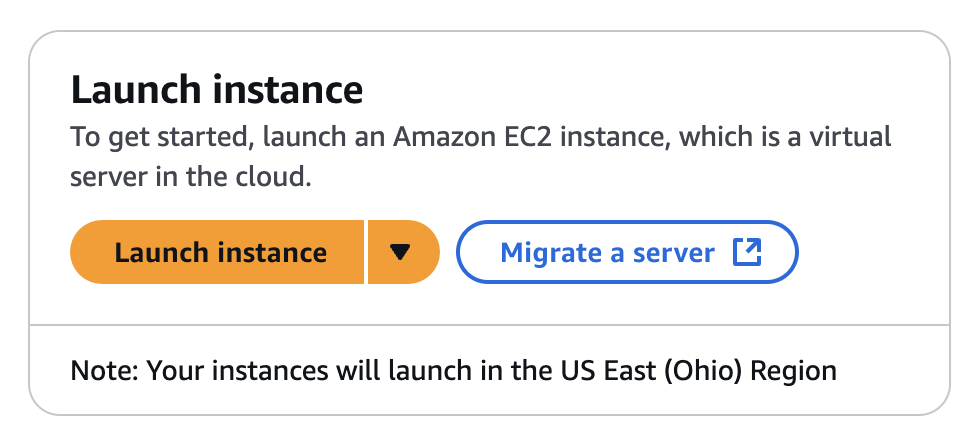 Launch instance
To get started, launch an Amazon EC2 instance, which is a virtual
server in the cloud.
Launch instance
Migrate a server
Note: Your instances will launch in the US East (Ohio) Region